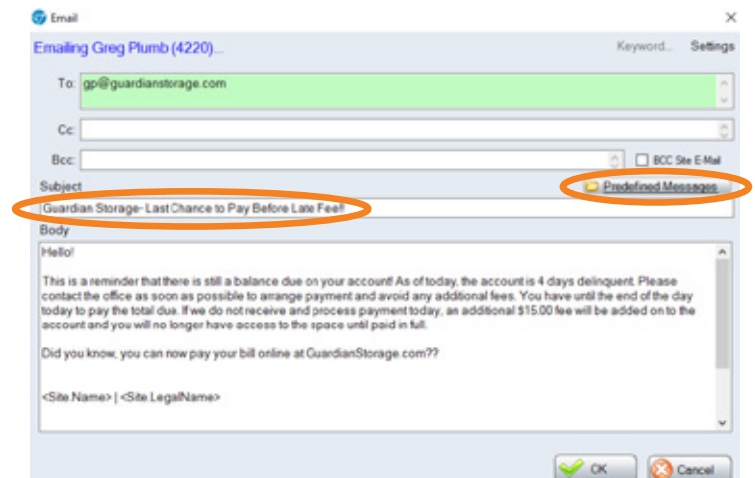 Email
Emailing Greg Plumb (4220)...
Keyword... Settings
To: gp@guardianstorage.com
Cc:
Bcc:
BCC Site E-Mail
Subject
Predefined Messages
Guardian Storage- Last Chance to Pay Before Late Fee!!
Body
Hello!
This is a reminder that there is still a balance due on your account! As of today, the account is 4 days delinquent. Please
contact the office as soon as possible to arrange payment and avoid any additional fees. You have until the end of the day
today to pay the total due. If we do not receive and process payment today, an additional $15.00 fee will be added on to the
account and you will no longer have access to the space until paid in full.
Did you know, you can now pay your bill online at GuardianStorage.com??
<Site.Name> | <Site.LegalName>
OK
Cancel